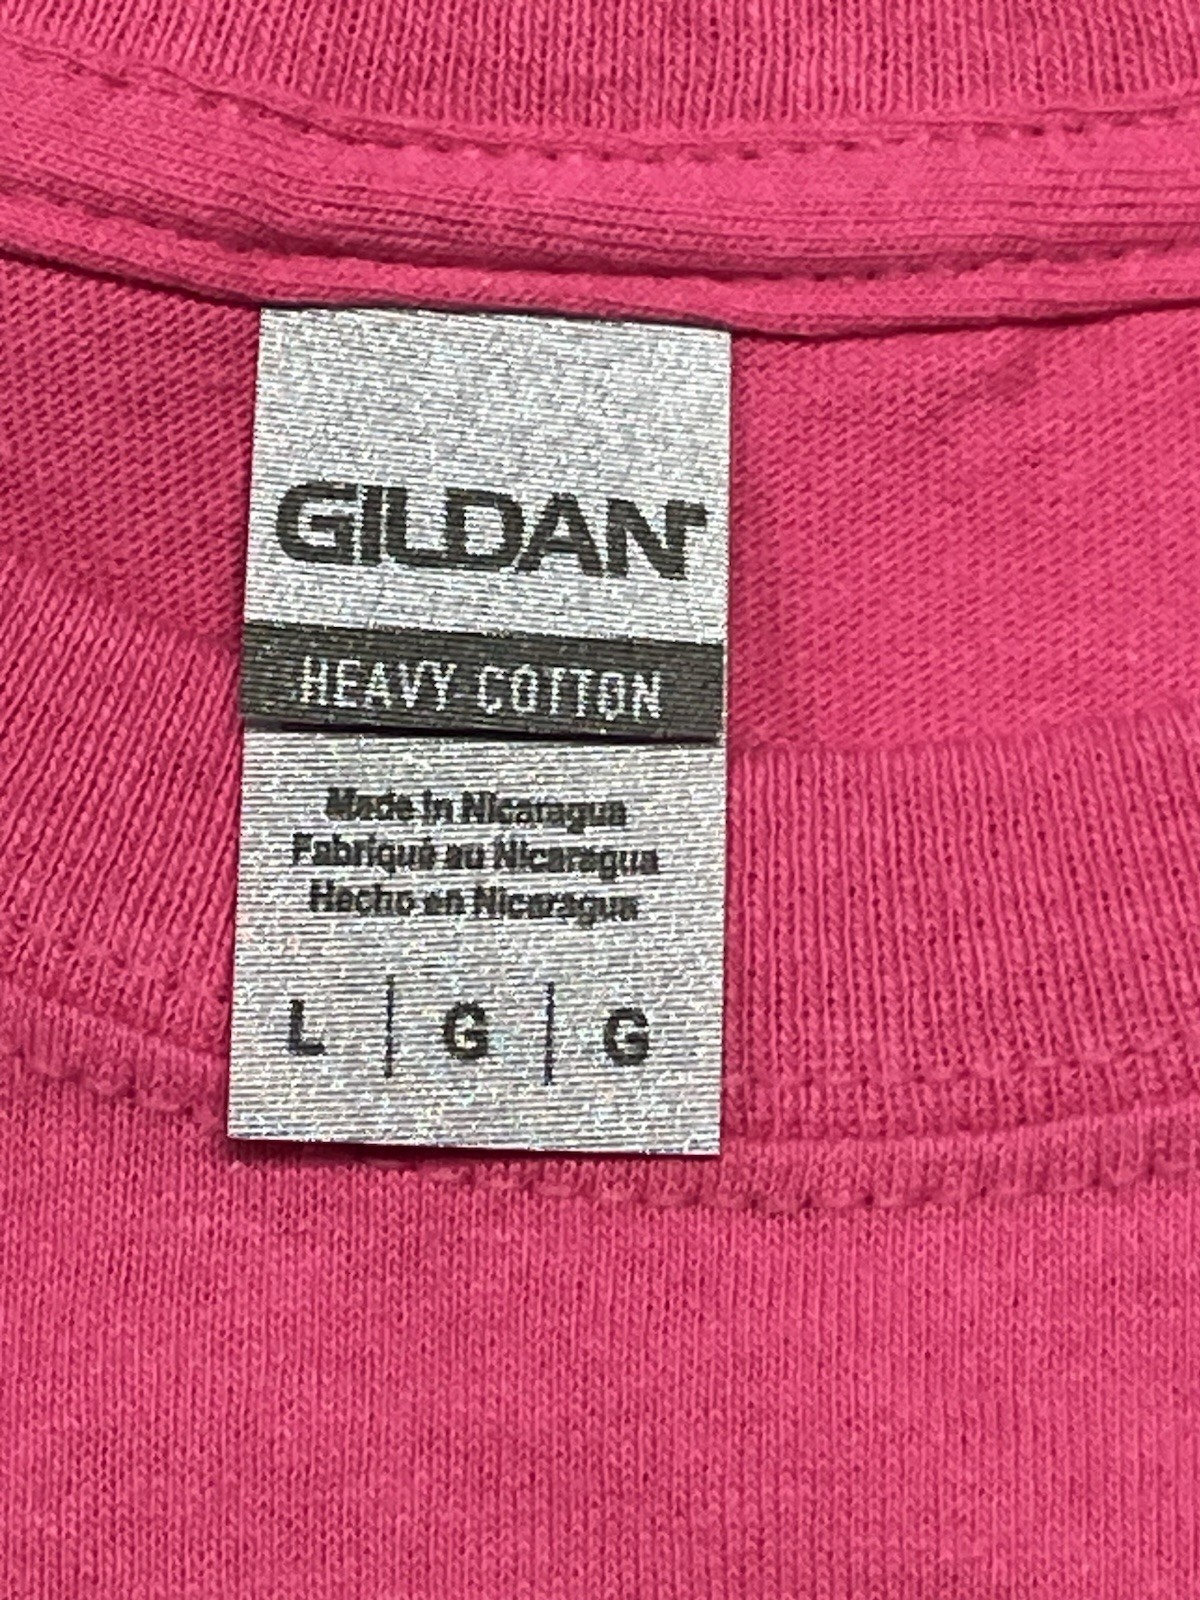 GILDAN®
HEAVY COTTON
Made in Nicaragua
Fabriqué au Nicaragua
Hecho en Nicaragua
L | G | G